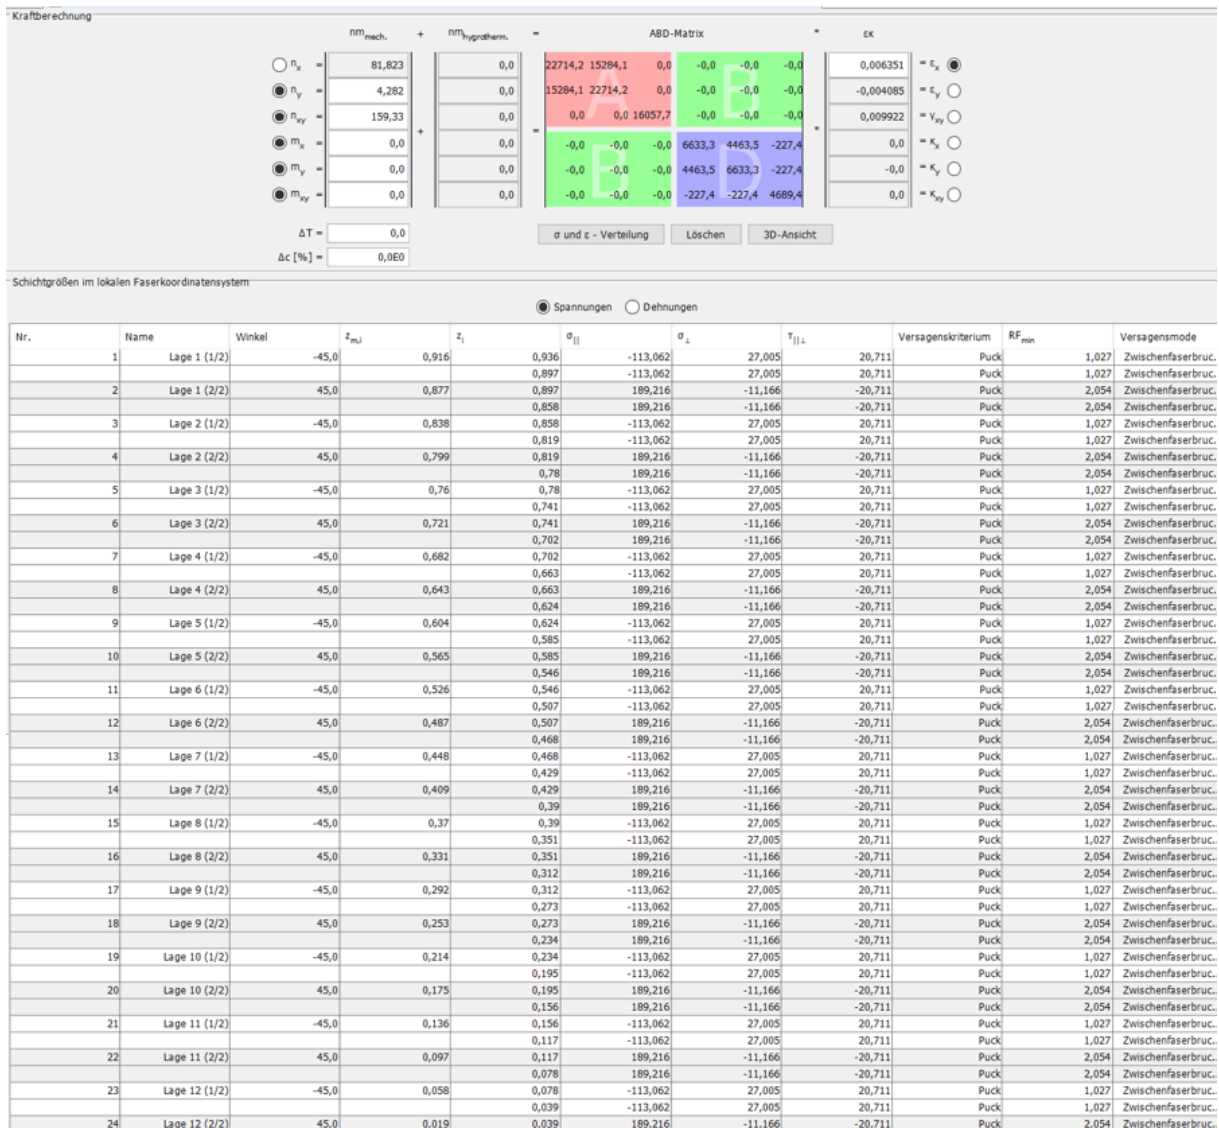 Kraftberechnung
nm mech. + nm hygrotherm. = ABD-Matrix * εκ
n x = 81,823 0,0 22714,2 15284,1 0,0 -0,0 -0,0 -0,0 0,006351 = ε x
n y = 4,282 0,0 15284,1 22714,2 0,0 -0,0 -0,0 -0,0 -0,004085 = ε y
n xy = 159,33 0,0 0,0 0,0 16057,7 -0,0 -0,0 -0,0 0,009922 = γ xy
A B
+ = *
m x = 0,0 0,0 -0,0 -0,0 -0,0 6633,3 4463,5 -227,4 0,0 = κ x
m y = 0,0 0,0 -0,0 -0,0 -0,0 4463,5 6633,3 -227,4 -0,0 = κ y
m xy = 0,0 0,0 -0,0 -0,0 -0,0 -227,4 -227,4 4689,4 0,0 = κ xy
B D
ΔT = 0,0 σ und ε - Verteilung Löschen 3D-Ansicht
Δc [%] = 0,0E0
Schichtgrößen im lokalen Faserkoordinatensystem
Spannungen Dehnungen
Nr. Name Winkel z m,i z i σ || σ ⊥ τ ||⊥ Versagenskriterium RF min Versagensmode
1 Lage 1 (1/2) -45,0 0,916 0,936 -113,062 27,005 20,711 Puck 1,027 Zwischenfaserbruc...
0,897 -113,062 27,005 20,711 Puck 1,027 Zwischenfaserbruc...
2 Lage 1 (2/2) 45,0 0,877 0,897 189,216 -11,166 -20,711 Puck 2,054 Zwischenfaserbruc...
0,858 189,216 -11,166 -20,711 Puck 2,054 Zwischenfaserbruc...
3 Lage 2 (1/2) -45,0 0,838 0,858 -113,062 27,005 20,711 Puck 1,027 Zwischenfaserbruc...
0,819 -113,062 27,005 20,711 Puck 1,027 Zwischenfaserbruc...
4 Lage 2 (2/2) 45,0 0,799 0,819 189,216 -11,166 -20,711 Puck 2,054 Zwischenfaserbruc...
0,78 189,216 -11,166 -20,711 Puck 2,054 Zwischenfaserbruc...
5 Lage 3 (1/2) -45,0 0,76 0,78 -113,062 27,005 20,711 Puck 1,027 Zwischenfaserbruc...
0,741 -113,062 27,005 20,711 Puck 1,027 Zwischenfaserbruc...
6 Lage 3 (2/2) 45,0 0,721 0,741 189,216 -11,166 -20,711 Puck 2,054 Zwischenfaserbruc...
0,702 189,216 -11,166 -20,711 Puck 2,054 Zwischenfaserbruc...
7 Lage 4 (1/2) -45,0 0,682 0,702 -113,062 27,005 20,711 Puck 1,027 Zwischenfaserbruc...
0,663 -113,062 27,005 20,711 Puck 1,027 Zwischenfaserbruc...
8 Lage 4 (2/2) 45,0 0,643 0,663 189,216 -11,166 -20,711 Puck 2,054 Zwischenfaserbruc...
0,624 189,216 -11,166 -20,711 Puck 2,054 Zwischenfaserbruc...
9 Lage 5 (1/2) -45,0 0,604 0,624 -113,062 27,005 20,711 Puck 1,027 Zwischenfaserbruc...
0,585 -113,062 27,005 20,711 Puck 1,027 Zwischenfaserbruc...
10 Lage 5 (2/2) 45,0 0,565 0,585 189,216 -11,166 -20,711 Puck 2,054 Zwischenfaserbruc...
0,546 189,216 -11,166 -20,711 Puck 2,054 Zwischenfaserbruc...
11 Lage 6 (1/2) -45,0 0,526 0,546 -113,062 27,005 20,711 Puck 1,027 Zwischenfaserbruc...
0,507 -113,062 27,005 20,711 Puck 1,027 Zwischenfaserbruc...
12 Lage 6 (2/2) 45,0 0,487 0,507 189,216 -11,166 -20,711 Puck 2,054 Zwischenfaserbruc...
0,468 189,216 -11,166 -20,711 Puck 2,054 Zwischenfaserbruc...
13 Lage 7 (1/2) -45,0 0,448 0,468 -113,062 27,005 20,711 Puck 1,027 Zwischenfaserbruc...
0,429 -113,062 27,005 20,711 Puck 1,027 Zwischenfaserbruc...
14 Lage 7 (2/2) 45,0 0,409 0,429 189,216 -11,166 -20,711 Puck 2,054 Zwischenfaserbruc...
0,39 189,216 -11,166 -20,711 Puck 2,054 Zwischenfaserbruc...
15 Lage 8 (1/2) -45,0 0,37 0,39 -113,062 27,005 20,711 Puck 1,027 Zwischenfaserbruc...
0,351 -113,062 27,005 20,711 Puck 1,027 Zwischenfaserbruc...
16 Lage 8 (2/2) 45,0 0,331 0,351 189,216 -11,166 -20,711 Puck 2,054 Zwischenfaserbruc...
0,312 189,216 -11,166 -20,711 Puck 2,054 Zwischenfaserbruc...
17 Lage 9 (1/2) -45,0 0,292 0,312 -113,062 27,005 20,711 Puck 1,027 Zwischenfaserbruc...
0,273 -113,062 27,005 20,711 Puck 1,027 Zwischenfaserbruc...
18 Lage 9 (2/2) 45,0 0,253 0,273 189,216 -11,166 -20,711 Puck 2,054 Zwischenfaserbruc...
0,234 189,216 -11,166 -20,711 Puck 2,054 Zwischenfaserbruc...
19 Lage 10 (1/2) -45,0 0,214 0,234 -113,062 27,005 20,711 Puck 1,027 Zwischenfaserbruc...
0,195 -113,062 27,005 20,711 Puck 1,027 Zwischenfaserbruc...
20 Lage 10 (2/2) 45,0 0,175 0,195 189,216 -11,166 -20,711 Puck 2,054 Zwischenfaserbruc...
0,156 189,216 -11,166 -20,711 Puck 2,054 Zwischenfaserbruc...
21 Lage 11 (1/2) -45,0 0,136 0,156 -113,062 27,005 20,711 Puck 1,027 Zwischenfaserbruc...
0,117 -113,062 27,005 20,711 Puck 1,027 Zwischenfaserbruc...
22 Lage 11 (2/2) 45,0 0,097 0,117 189,216 -11,166 -20,711 Puck 2,054 Zwischenfaserbruc...
0,078 189,216 -11,166 -20,711 Puck 2,054 Zwischenfaserbruc...
23 Lage 12 (1/2) -45,0 0,058 0,078 -113,062 27,005 20,711 Puck 1,027 Zwischenfaserbruc...
0,039 -113,062 27,005 20,711 Puck 1,027 Zwischenfaserbruc...
24 Lage 12 (2/2) 45,0 0,019 0,039 189,216 -11,166 -20,711 Puck 2,054 Zwischenfaserbruc...